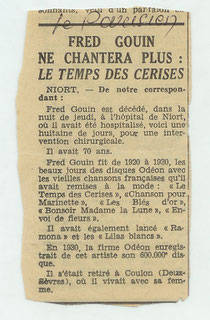 Le Parisien
FRED GOUIN
NE CHANTERA PLUS :
LE TEMPS DES CERISES
NIORT. — De notre correspon-
dant :
Fred Gouin est décédé, dans la
nuit de jeudi, à l'hôpital de Niort,
où il avait été hospitalisé, voici une
huitaine de jours, pour une inter-
vention chirurgicale.
Il avait 70 ans.
Fred Gouin fit de 1920 à 1930, les
beaux jours des disques Odéon avec
les vieilles chansons françaises qu'il
avait remises à la mode : « Le
Temps des Cerises », «Chanson pour
Marinette », « Les Blés d'or »,
« Bonsoir Madame la Lune », « En-
voi de fleurs ».
Il avait également lancé « Ra-
mona » et les «Lilas blancs ».
En 1930, la firme Odéon enregis-
trait de cet artiste son 600.000e dis-
que.
Il s'était retiré à Coulon (Deux-
Sèvres), où il vivait avec sa fem-
me.